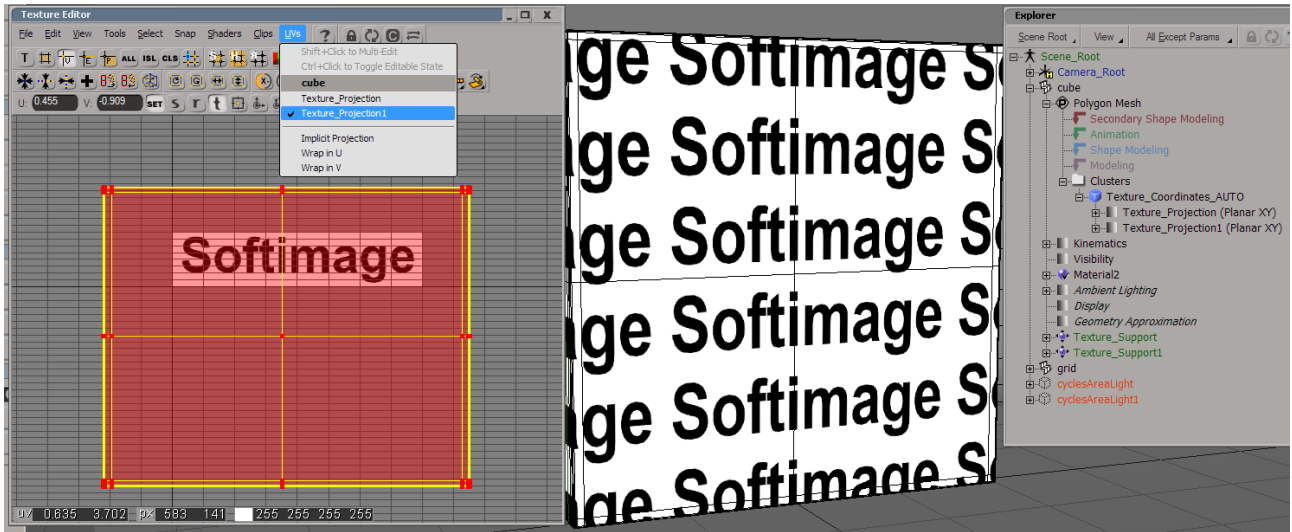 Texture Editor
File Edit View Tools Select Snap Shaders Clips UVs ?
T ALL ISL CLS
U: 0.455 V: -0.909 SET S r t
Shift+Click to Multi-Edit
Ctrl+Click to Toggle Editable State
cube
Texture_Projection
Texture_Projection1
Implicit Projection
Wrap in U
Wrap in V
Softimage
uv 0.635 3.702 px 583 141 255 255 255 255
ge Softimage S
age Softimage S
age Softimage S
age Softimage S
age Softimage S
age Softimage S
Explorer
Scene Root View All Except Params
Scene_Root
Camera_Root
cube
Polygon Mesh
Secondary Shape Modeling
Animation
Shape Modeling
Modeling
Clusters
Texture_Coordinates_AUTO
Texture_Projection (Planar XY)
Texture_Projection1 (Planar XY)
Kinematics
Visibility
Material2
Ambient Lighting
Display
Geometry Approximation
Texture_Support
Texture_Support1
grid
cyclesAreaLight
cyclesAreaLight1